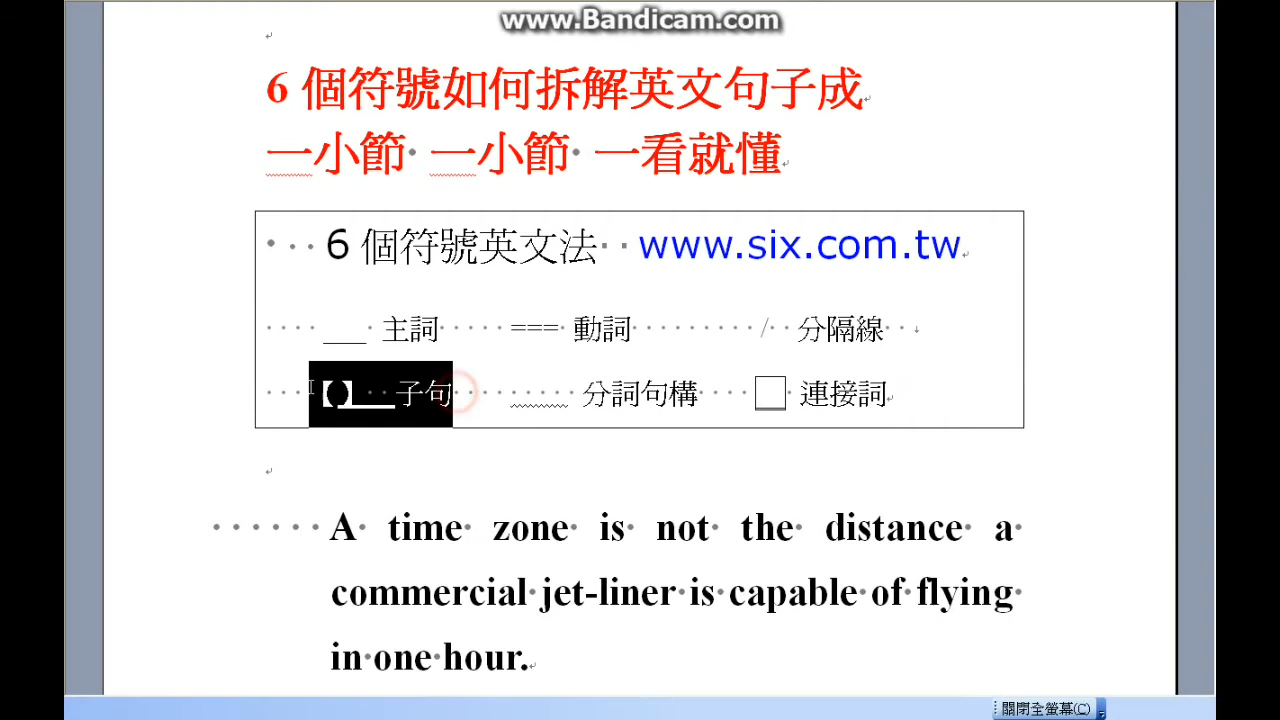 www.Bandicam.com
6 個符號如何拆解英文句子成
一小節 一小節 一看就懂
6 個符號英文法 www.six.com.tw
___ 主詞 === 動詞 / 分隔線
【】___ 子句 ____ 分詞句構 □ 連接詞
A time zone is not the distance a
commercial jet-liner is capable of flying
in one hour.
關閉全螢幕(C)